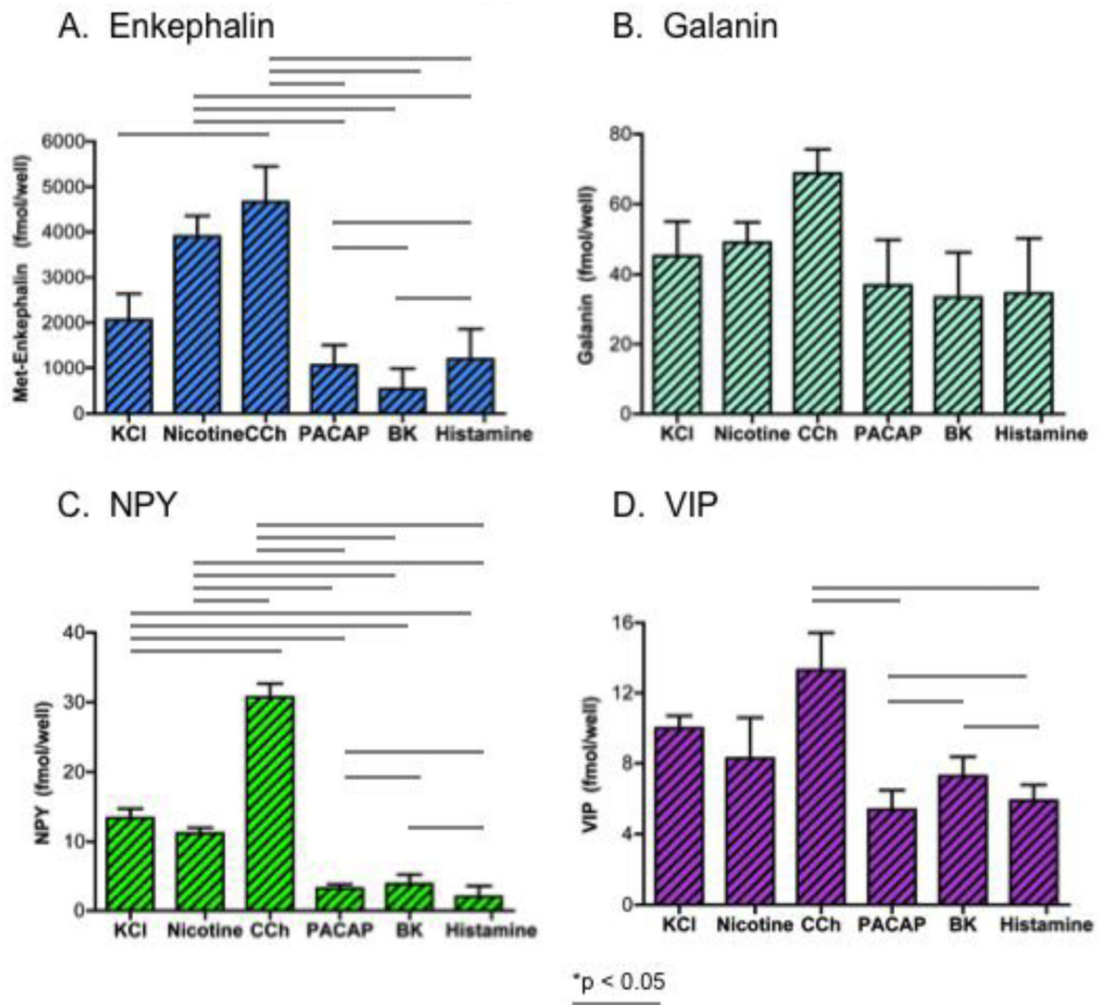 A. Enkephalin
Met-Enkephalin (fmol/well)
6000
5000
4000
3000
2000
1000
0
KCl Nicotine CCh PACAP BK Histamine
B. Galanin
Galanin (fmol/well)
80
60
40
20
0
KCl Nicotine CCh PACAP BK Histamine
C. NPY
NPY (fmol/well)
40
30
20
10
0
KCl Nicotine CCh PACAP BK Histamine
D. VIP
VIP (fmol/well)
16
12
8
4
0
KCl Nicotine CCh PACAP BK Histamine
*p < 0.05